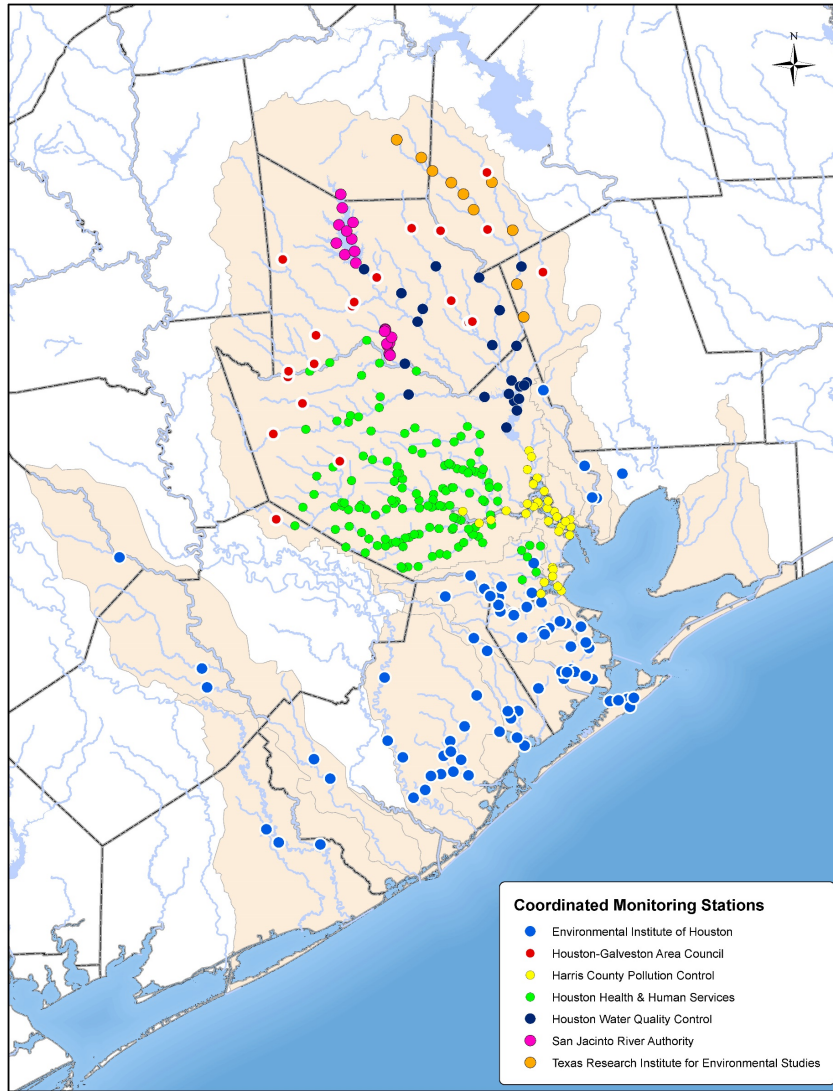 N
Coordinated Monitoring Stations
Environmental Institute of Houston
Houston-Galveston Area Council
Harris County Pollution Control
Houston Health & Human Services
Houston Water Quality Control
San Jacinto River Authority
Texas Research Institute for Environmental Studies